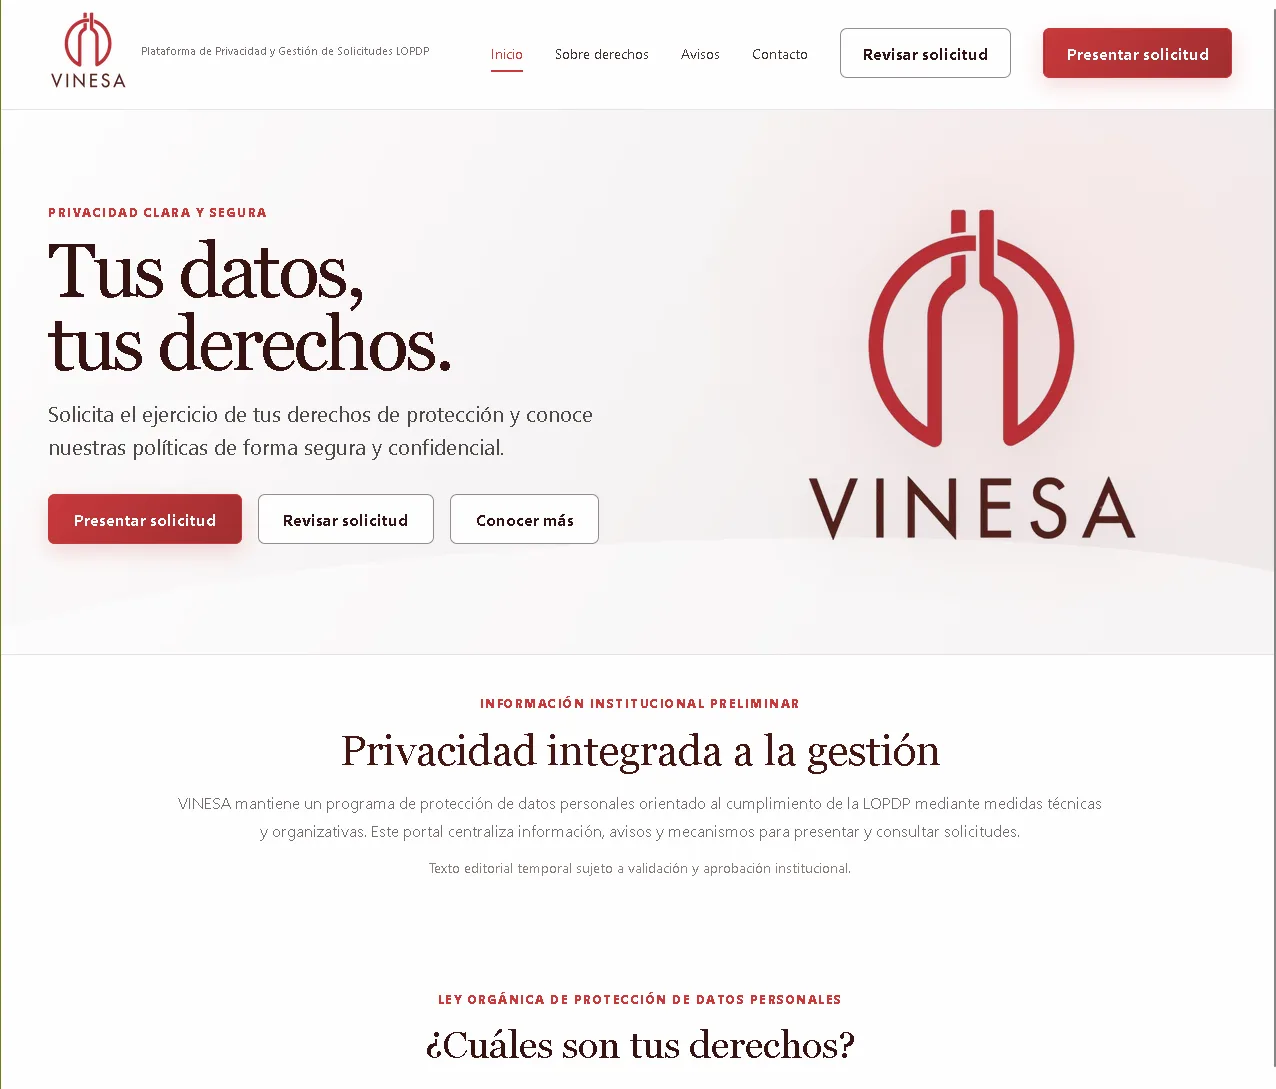 VINESA
Plataforma de Privacidad y Gestión de Solicitudes LOPDP
Inicio
Sobre derechos
Avisos
Contacto
Revisar solicitud
Presentar solicitud
PRIVACIDAD CLARA Y SEGURA
Tus datos,
tus derechos.
Solicita el ejercicio de tus derechos de protección y conoce
nuestras políticas de forma segura y confidencial.
Presentar solicitud
Revisar solicitud
Conocer más
VINESA
INFORMACIÓN INSTITUCIONAL PRELIMINAR
Privacidad integrada a la gestión
VINESA mantiene un programa de protección de datos personales orientado al cumplimiento de la LOPDP mediante medidas técnicas
y organizativas. Este portal centraliza información, avisos y mecanismos para presentar y consultar solicitudes.
Texto editorial temporal sujeto a validación y aprobación institucional.
LEY ORGÁNICA DE PROTECCIÓN DE DATOS PERSONALES
¿Cuáles son tus derechos?